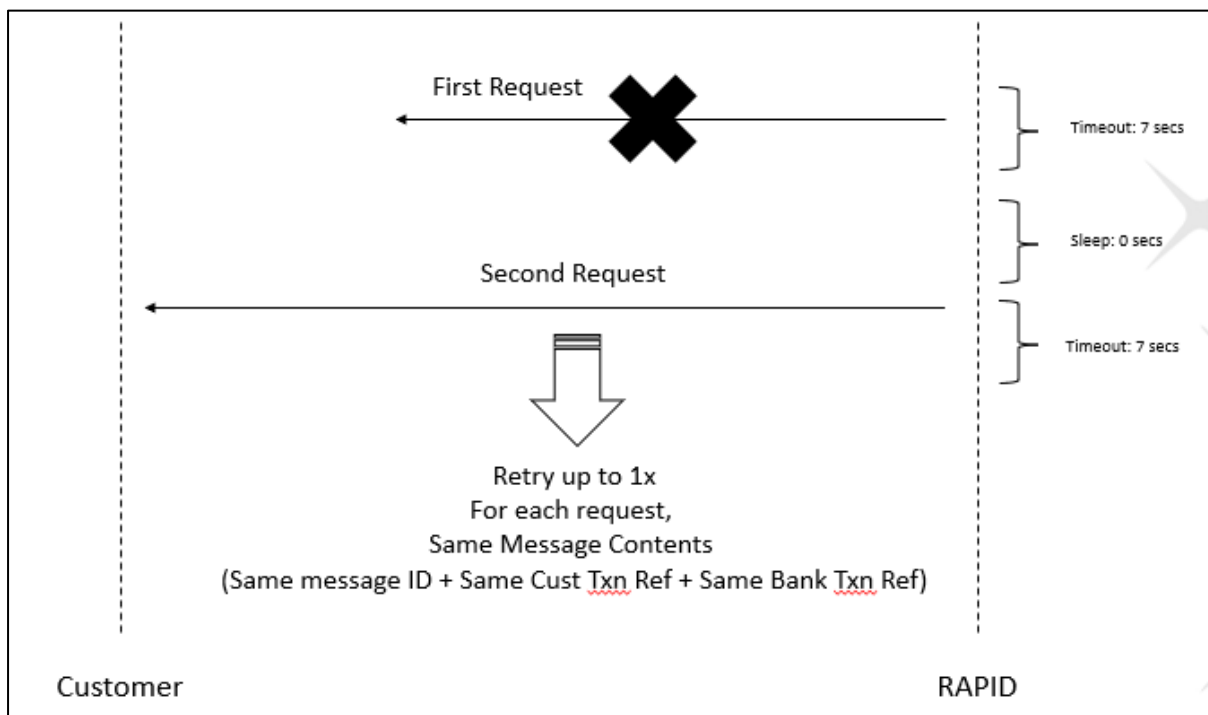 First Request
Timeout: 7 secs
Sleep: 0 secs
Second Request
Timeout: 7 secs
Retry up to 1x
For each request,
Same Message Contents
(Same message ID + Same Cust Txn Ref + Same Bank Txn Ref)
Customer
RAPID